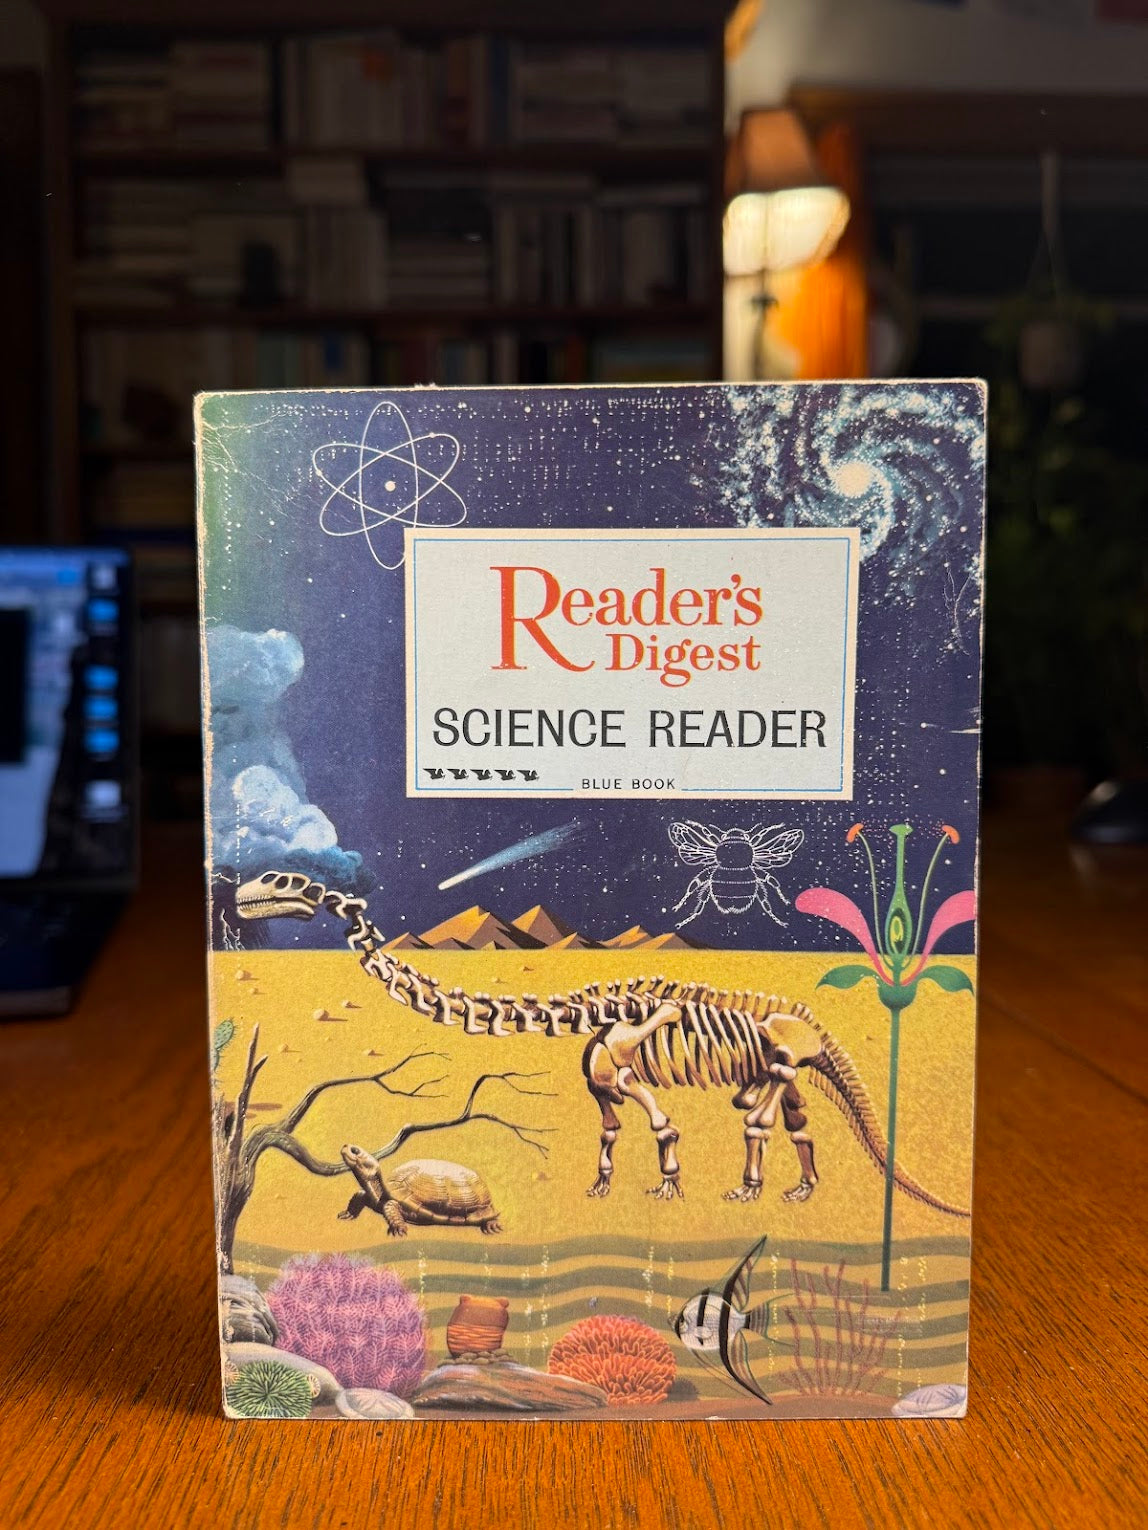 Reader's
Digest
SCIENCE READER
BLUE BOOK